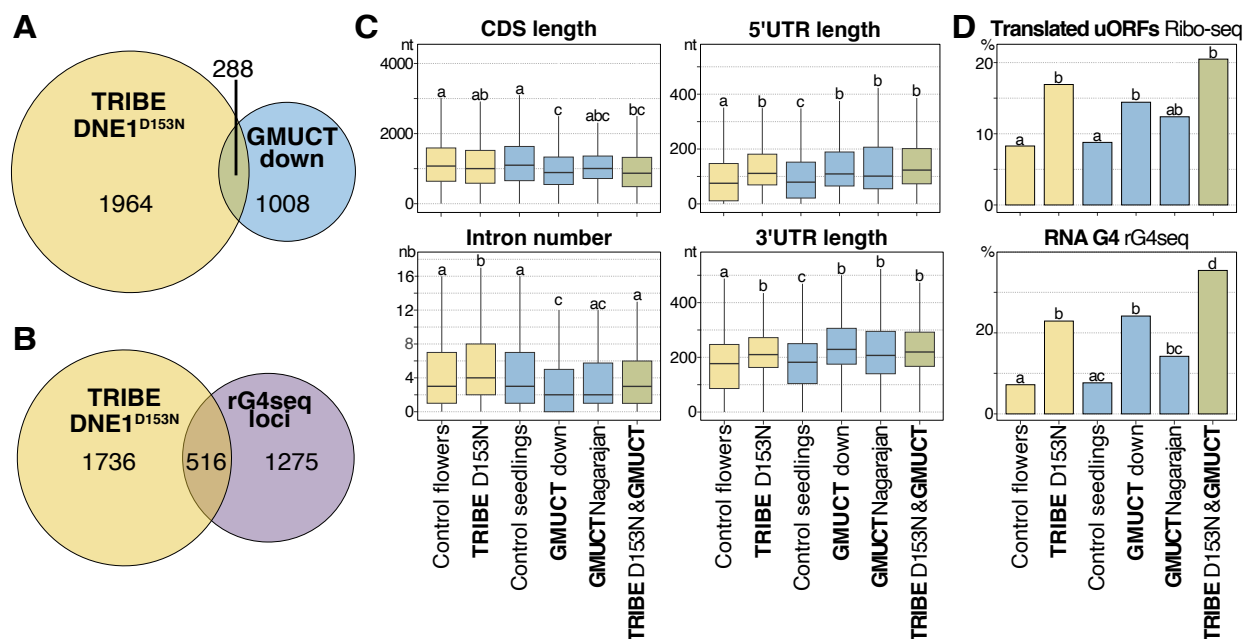 A
288
TRIBE
DNE1D153N
GMUCT
down
1964
1008
B
TRIBE
DNE1D153N
rG4seq
loci
1736
516
1275
C
CDS length
nt
4000
2000
0
a
ab
a
c
abc
bc
5'UTR length
nt
400
200
0
a
b
c
b
b
b
Intron number
nb
16
12
8
4
0
a
b
a
c
ac
a
3'UTR length
nt
400
200
0
a
b
c
b
b
b
Control flowers
TRIBE D153N
Control seedlings
GMUCT down
GMUCT Nagarajan
TRIBE D153N & GMUCT
Control flowers
TRIBE D153N
Control seedlings
GMUCT down
GMUCT Nagarajan
TRIBE D153N & GMUCT
D
Translated uORFs Ribo-seq
%
20
10
0
a
b
a
b
ab
b
RNA G4 rG4seq
%
20
0
a
b
ac
b
bc
d
Control flowers
TRIBE D153N
Control seedlings
GMUCT down
GMUCT Nagarajan
TRIBE D153N & GMUCT